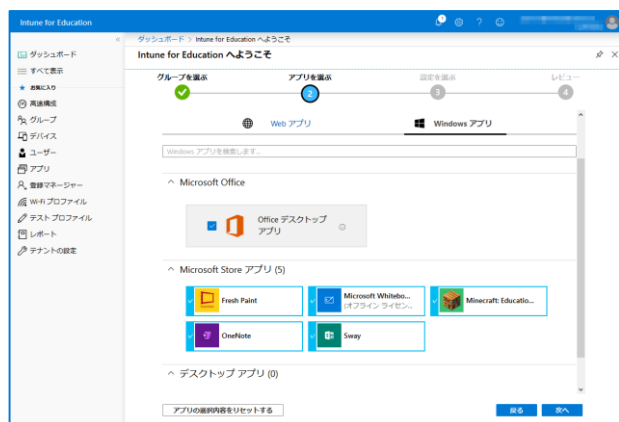 Intune for Education
ダッシュボード > Intune for Education へようこそ
Intune for Education へようこそ
ダッシュボード
すべて表示
お気に入り
高速構成
グループ
デバイス
ユーザー
アプリ
登録マネージャー
Wi-Fi プロファイル
テスト プロファイル
レポート
テナントの設定
グループを選ぶ
アプリを選ぶ
設定を選ぶ
レビュー
2
3
4
Web アプリ
Windows アプリ
Windows アプリを検索します...
Microsoft Office
Office デスクトップ
アプリ
Microsoft Store アプリ (5)
Fresh Paint
Microsoft Whitebo...
(オフライン ライセン...
Minecraft: Educatio...
OneNote
Sway
デスクトップ アプリ (0)
アプリの選択内容をリセットする
戻る
次へ